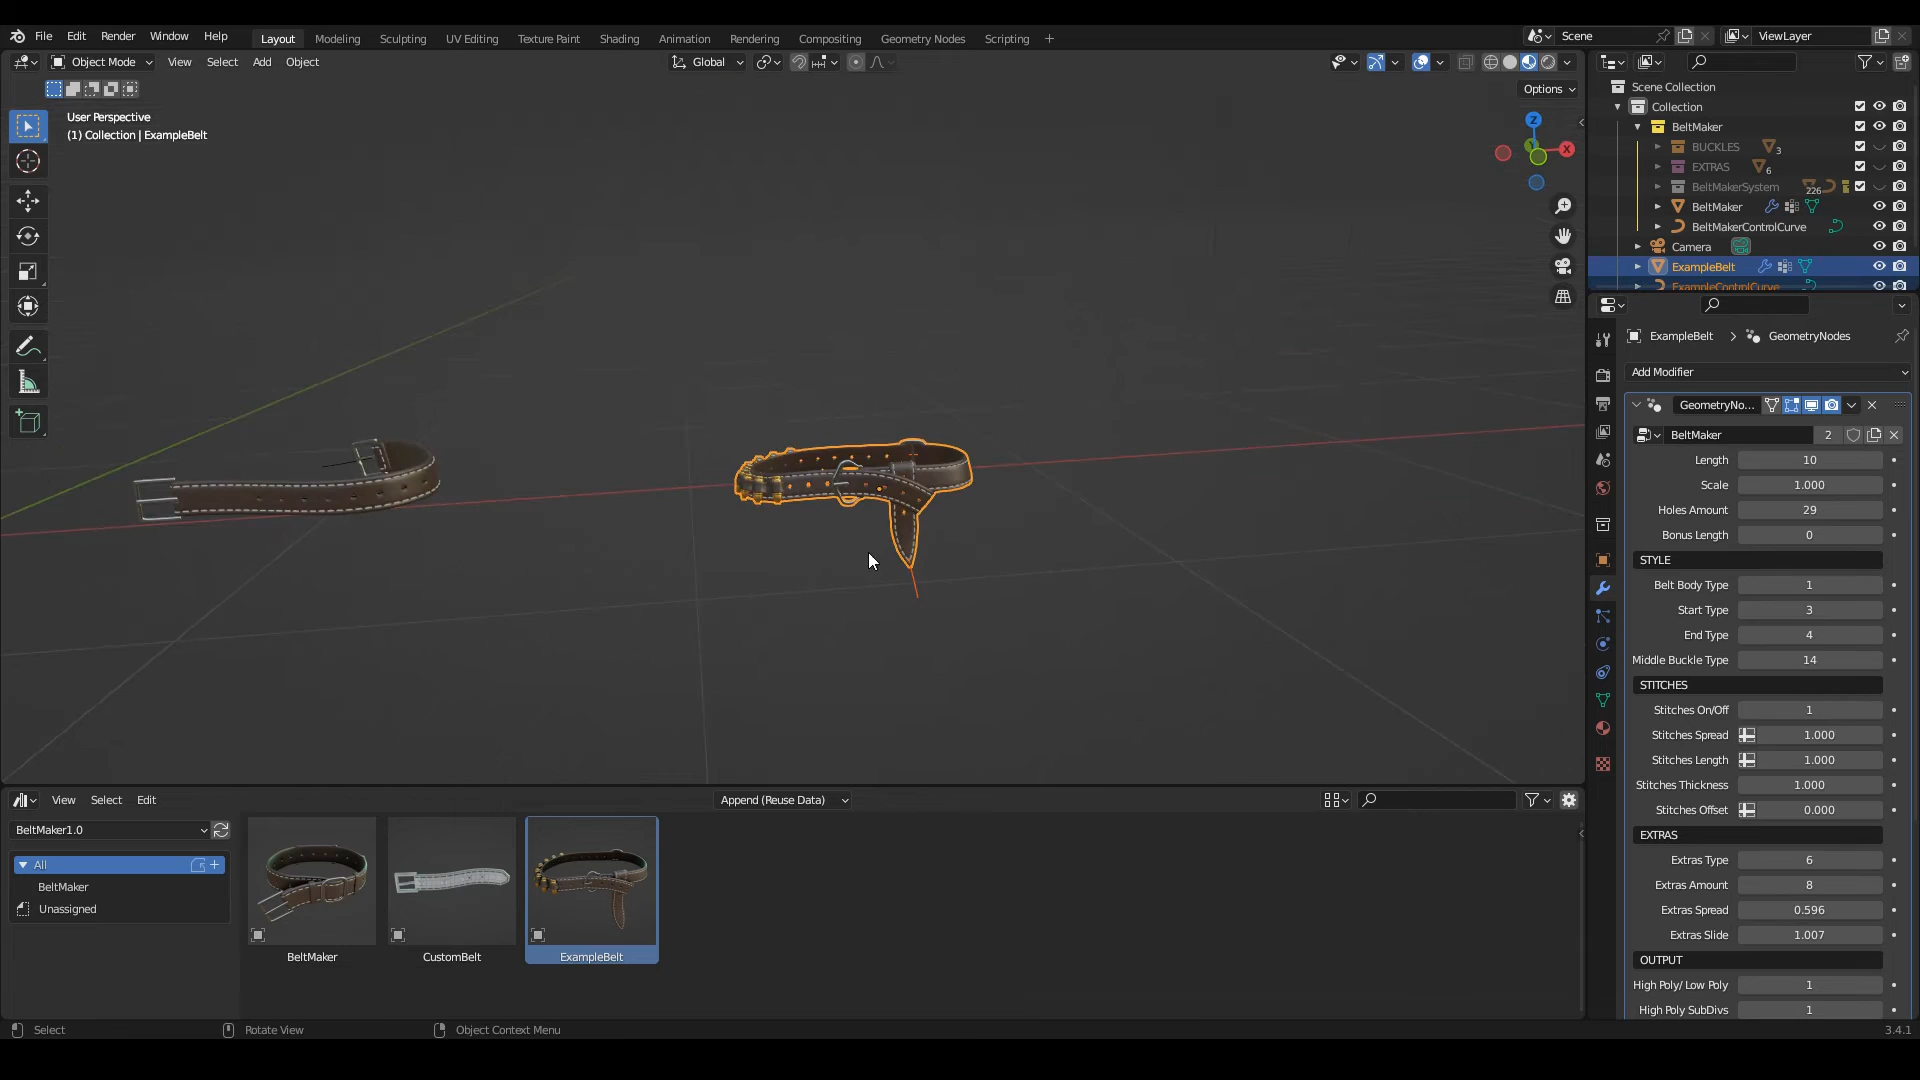 File Edit Render Window Help
Layout Modeling Sculpting UV Editing Texture Paint Shading Animation Rendering Compositing Geometry Nodes Scripting +
Scene
ViewLayer
Object Mode View Select Add Object
Global
Options
User Perspective
(1) Collection | ExampleBelt
Z
X
Scene Collection
Collection
BeltMaker
BUCKLES 3
EXTRAS 6
BeltMakerSystem 226
BeltMaker
BeltMakerControlCurve
Camera
ExampleBelt
ExampleControlCurve
ExampleBelt > GeometryNodes
Add Modifier
GeometryNo...
BeltMaker 2
Length 10
Scale 1.000
Holes Amount 29
Bonus Length 0
STYLE
Belt Body Type 1
Start Type 3
End Type 4
Middle Buckle Type 14
STITCHES
Stitches On/Off 1
Stitches Spread 1.000
Stitches Length 1.000
Stitches Thickness 1.000
Stitches Offset 0.000
EXTRAS
Extras Type 6
Extras Amount 8
Extras Spread 0.596
Extras Slide 1.007
OUTPUT
High Poly/ Low Poly 1
High Poly SubDivs 1
View Select Edit
Append (Reuse Data)
BeltMaker1.0
All
BeltMaker
Unassigned
BeltMaker
CustomBelt
ExampleBelt
Select
Rotate View
Object Context Menu
3.4.1